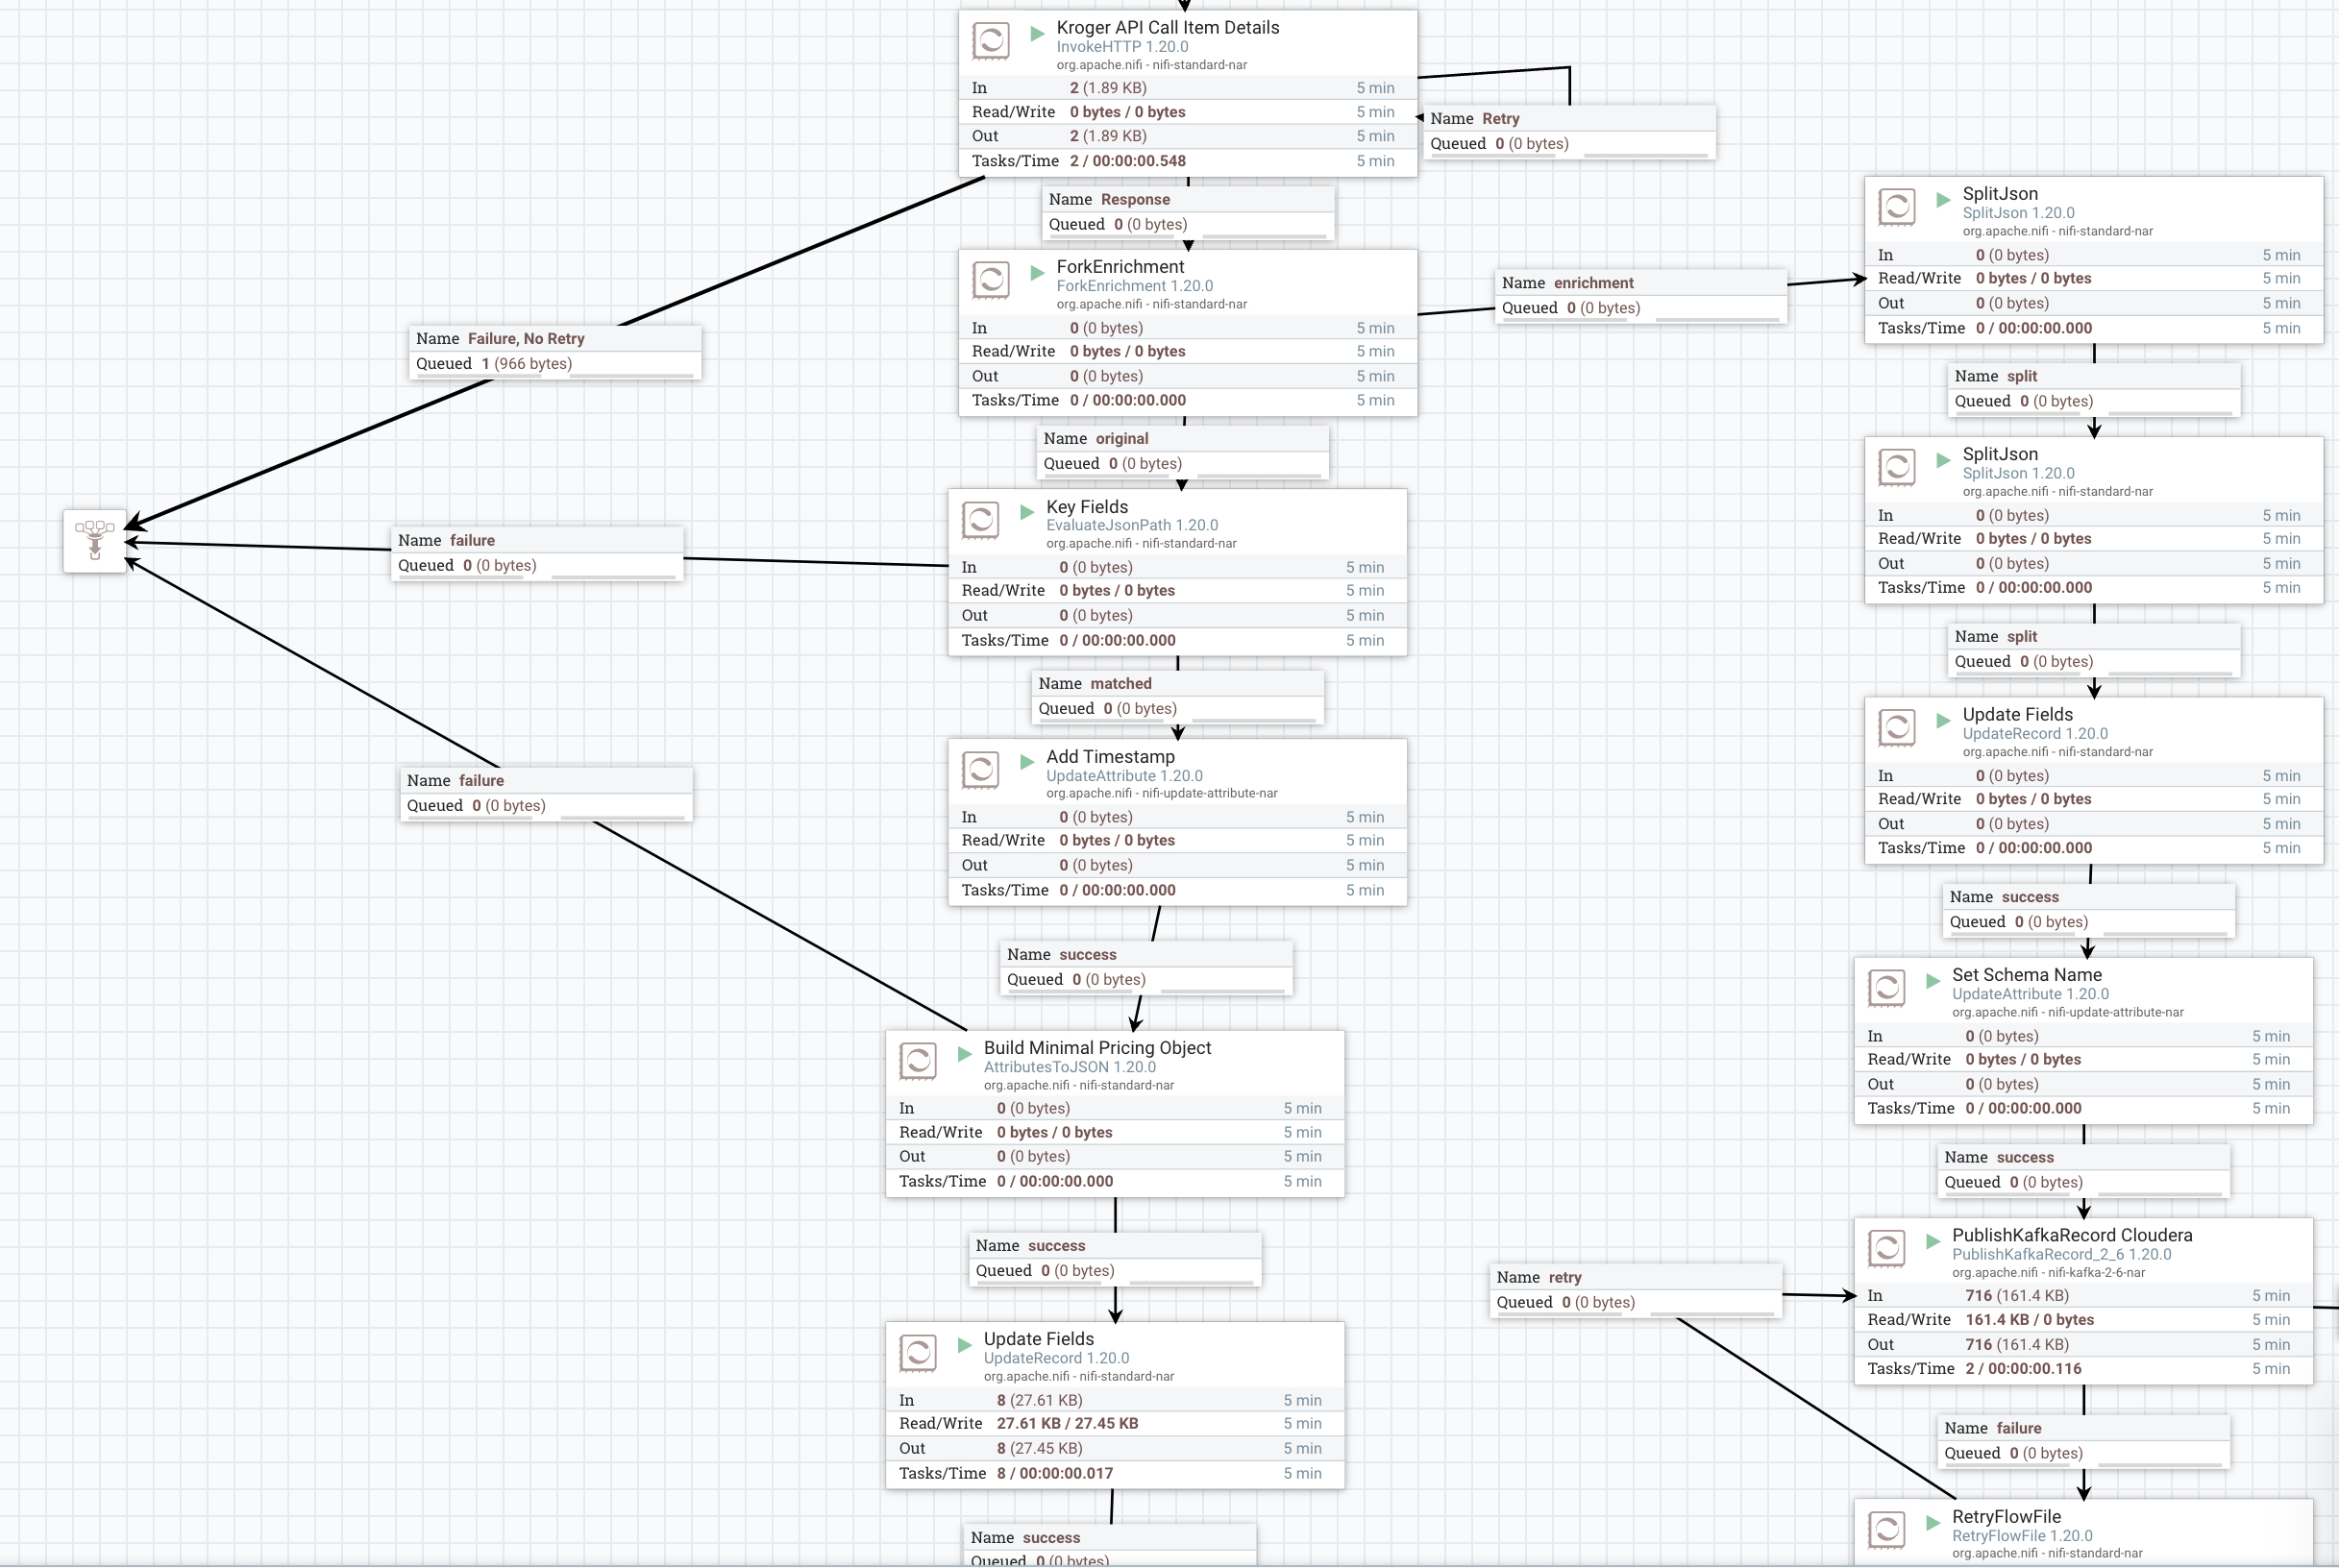 Kroger API Call Item Details
InvokeHTTP 1.20.0
org.apache.nifi - nifi-standard-nar
In 2 (1.89 KB) 5 min
Read/Write 0 bytes / 0 bytes 5 min
Out 2 (1.89 KB) 5 min
Tasks/Time 2 / 00:00:00.548 5 min
Name Retry
Queued 0 (0 bytes)
Name Response
Queued 0 (0 bytes)
ForkEnrichment
ForkEnrichment 1.20.0
org.apache.nifi - nifi-standard-nar
In 0 (0 bytes) 5 min
Read/Write 0 bytes / 0 bytes 5 min
Out 0 (0 bytes) 5 min
Tasks/Time 0 / 00:00:00.000 5 min
Name Failure, No Retry
Queued 1 (966 bytes)
Name original
Queued 0 (0 bytes)
Key Fields
EvaluateJsonPath 1.20.0
org.apache.nifi - nifi-standard-nar
In 0 (0 bytes) 5 min
Read/Write 0 bytes / 0 bytes 5 min
Out 0 (0 bytes) 5 min
Tasks/Time 0 / 00:00:00.000 5 min
Name failure
Queued 0 (0 bytes)
Name matched
Queued 0 (0 bytes)
Add Timestamp
UpdateAttribute 1.20.0
org.apache.nifi - nifi-update-attribute-nar
In 0 (0 bytes) 5 min
Read/Write 0 bytes / 0 bytes 5 min
Out 0 (0 bytes) 5 min
Tasks/Time 0 / 00:00:00.000 5 min
Name failure
Queued 0 (0 bytes)
Name success
Queued 0 (0 bytes)
Build Minimal Pricing Object
AttributesToJSON 1.20.0
org.apache.nifi - nifi-standard-nar
In 0 (0 bytes) 5 min
Read/Write 0 bytes / 0 bytes 5 min
Out 0 (0 bytes) 5 min
Tasks/Time 0 / 00:00:00.000 5 min
Name success
Queued 0 (0 bytes)
Update Fields
UpdateRecord 1.20.0
org.apache.nifi - nifi-standard-nar
In 8 (27.61 KB) 5 min
Read/Write 27.61 KB / 27.45 KB 5 min
Out 8 (27.45 KB) 5 min
Tasks/Time 8 / 00:00:00.017 5 min
Name success
Queued 0 (0 bytes)
Name enrichment
Queued 0 (0 bytes)
SplitJson
SplitJson 1.20.0
org.apache.nifi - nifi-standard-nar
In 0 (0 bytes) 5 min
Read/Write 0 bytes / 0 bytes 5 min
Out 0 (0 bytes) 5 min
Tasks/Time 0 / 00:00:00.000 5 min
Name split
Queued 0 (0 bytes)
SplitJson
SplitJson 1.20.0
org.apache.nifi - nifi-standard-nar
In 0 (0 bytes) 5 min
Read/Write 0 bytes / 0 bytes 5 min
Out 0 (0 bytes) 5 min
Tasks/Time 0 / 00:00:00.000 5 min
Name split
Queued 0 (0 bytes)
Update Fields
UpdateRecord 1.20.0
org.apache.nifi - nifi-standard-nar
In 0 (0 bytes) 5 min
Read/Write 0 bytes / 0 bytes 5 min
Out 0 (0 bytes) 5 min
Tasks/Time 0 / 00:00:00.000 5 min
Name success
Queued 0 (0 bytes)
Set Schema Name
UpdateAttribute 1.20.0
org.apache.nifi - nifi-update-attribute-nar
In 0 (0 bytes) 5 min
Read/Write 0 bytes / 0 bytes 5 min
Out 0 (0 bytes) 5 min
Tasks/Time 0 / 00:00:00.000 5 min
Name success
Queued 0 (0 bytes)
PublishKafkaRecord Cloudera
PublishKafkaRecord_2_6 1.20.0
org.apache.nifi - nifi-kafka-2-6-nar
In 716 (161.4 KB) 5 min
Read/Write 161.4 KB / 0 bytes 5 min
Out 716 (161.4 KB) 5 min
Tasks/Time 2 / 00:00:00.116 5 min
Name retry
Queued 0 (0 bytes)
Name failure
Queued 0 (0 bytes)
RetryFlowFile
RetryFlowFile 1.20.0
org.apache.nifi - nifi-standard-nar